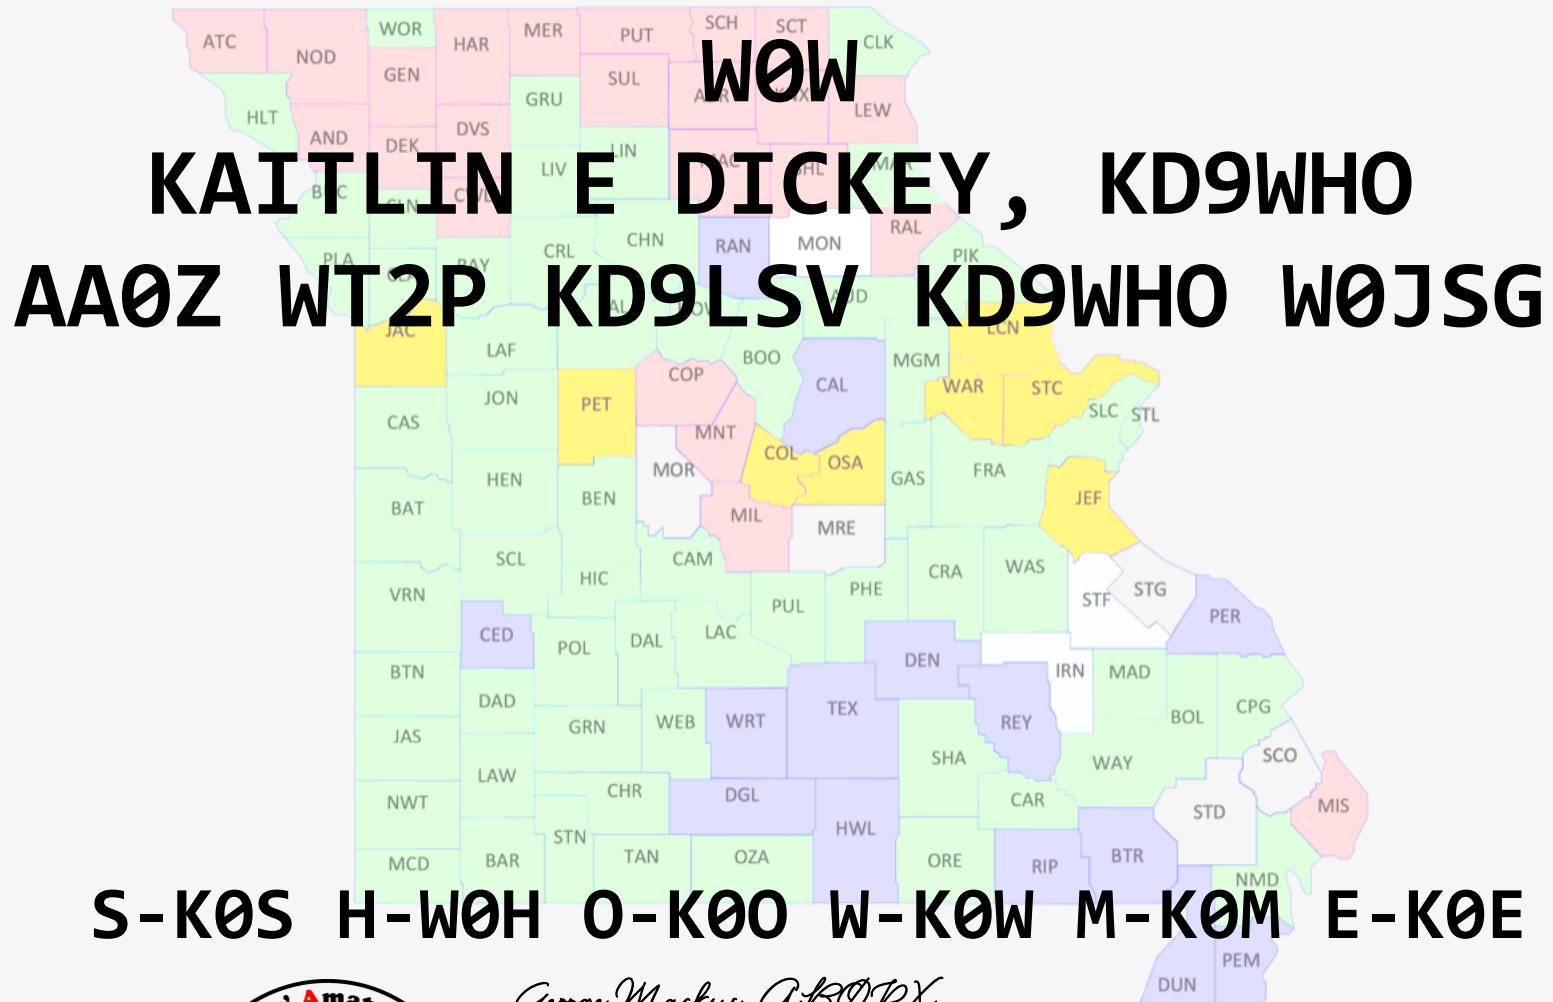 WOR MER PUT SCH SCT
ATC HAR CLK
NOD W0W
GEN SUL
GRU LEW
HLT DVS
AND DEK LIN
LIV
KAITLIN E DICKEY, KD9WHO
RAL
CHN RAN MON
CRL PIK
AA0Z WT2P KD9LSV KD9WHO W0JSG
JAC LCN
LAF BOO MGM
COP CAL WAR STC
JON PET SLC STL
CAS MNT
COL OSA
MOR GAS FRA
HEN BEN JEF
BAT MIL MRE
SCL CAM
HIC CRA WAS
VRN PUL PHE STF STG
CED DAL LAC PER
POL DEN
BTN IRN MAD
DAD TEX CPG
GRN WEB WRT REY BOL
JAS
SHA WAY SCO
LAW
NWT CHR DGL CAR MIS
STD
STN HWL
MCD BAR TAN OZA ORE RIP BTR
NMD
S-K0S H-W0H O-K0O W-K0W M-K0M E-K0E
PEM
DUN